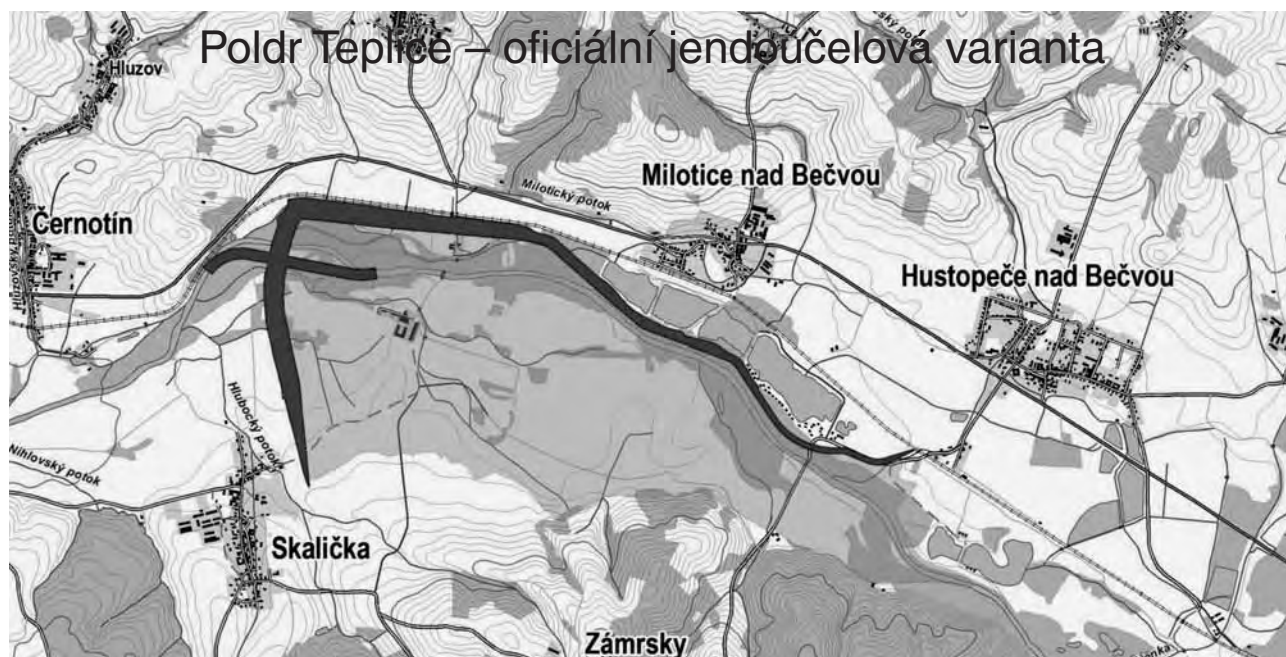 Poldr Teplice – oficiální jendoúčelová varianta
Hluzov
Milotice nad Bečvou
Milotický potok
Černotín
Hustopeče nad Bečvou
Hlubocký potok
Nihlovský potok
Skalička
Zámrsky